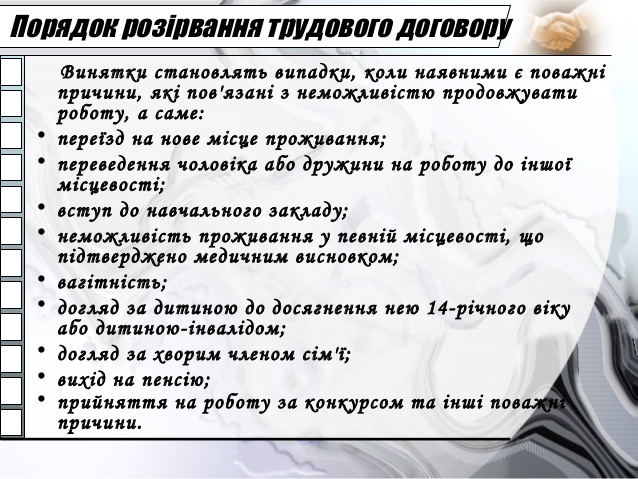 Порядок розірвання трудового договору
Винятки становлять випадки, коли наявними є поважні
причини, які пов'язані з неможливістю продовжувати
роботу, а саме:
• переїзд на нове місце проживання;
• переведення чоловіка або дружини на роботу до іншої
місцевості;
• вступ до навчального закладу;
• неможливість проживання у певній місцевості, що
підтверджено медичним висновком;
• вагітність;
• догляд за дитиною до досягнення нею 14-річного віку
або дитиною-інвалідом;
• догляд за хворим членом сім'ї;
• вихід на пенсію;
• прийняття на роботу за конкурсом та інші поважні
причини.